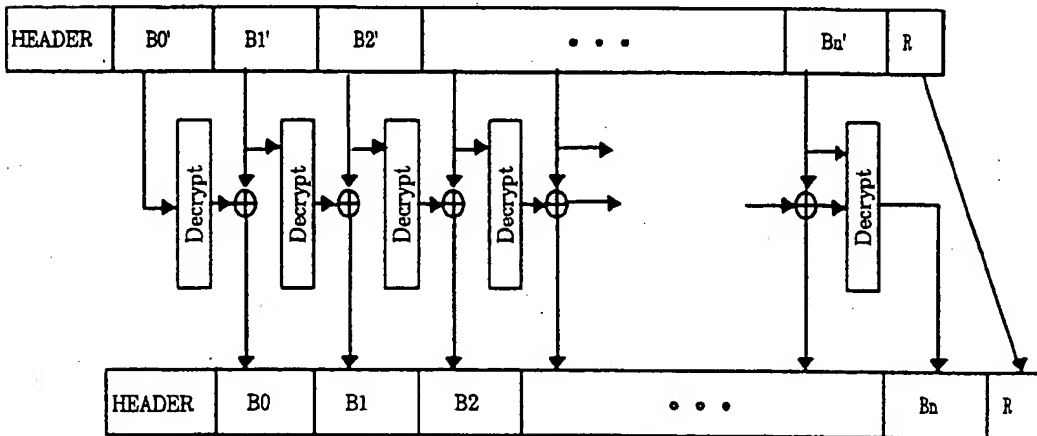 HEADER B0' B1' B2' • • • Bn' R
Decrypt Decrypt Decrypt Decrypt Decrypt
HEADER B0 B1 B2 • • • Bn R